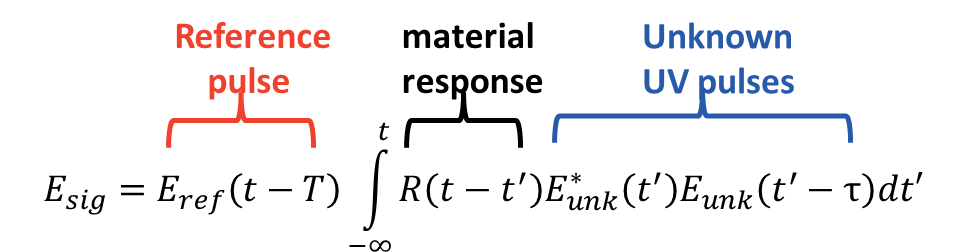 Reference material Unknown
pulse response UV pulses
E_sig = E_ref(t − T) ∫_{−∞}^{t} R(t − t′)E*_unk(t′)E_unk(t′ − τ)dt′